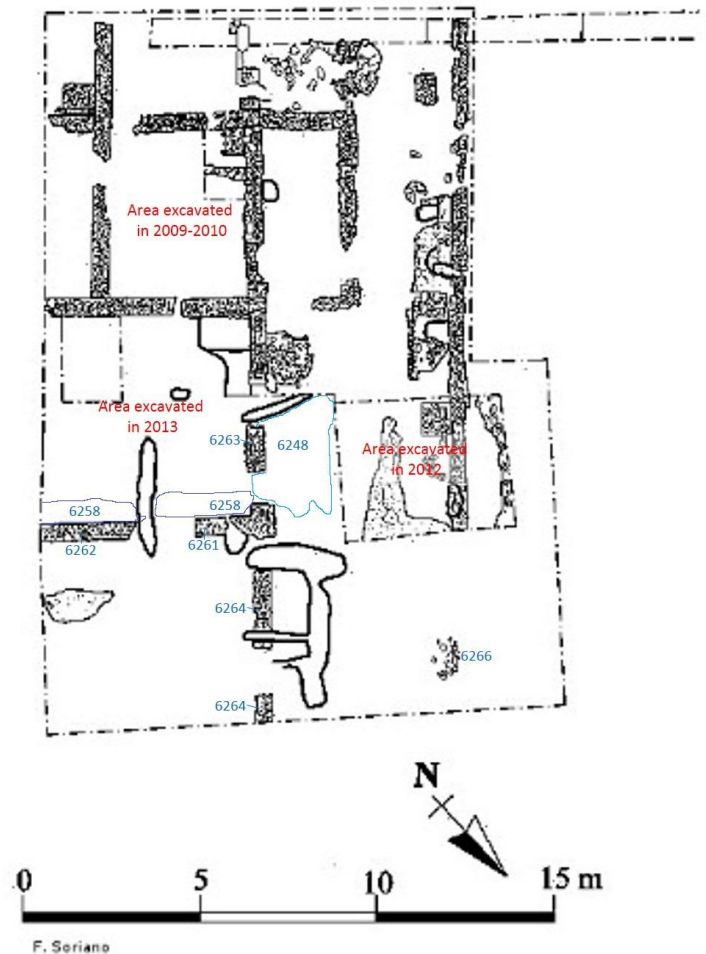 Area excavated
in 2009-2010
Area excavated
in 2013
6263
6248
Area excavated
in 2012
6258
6258
6262
6261
6264
6266
6264
N
0
5
10
15 m
F. Soriano